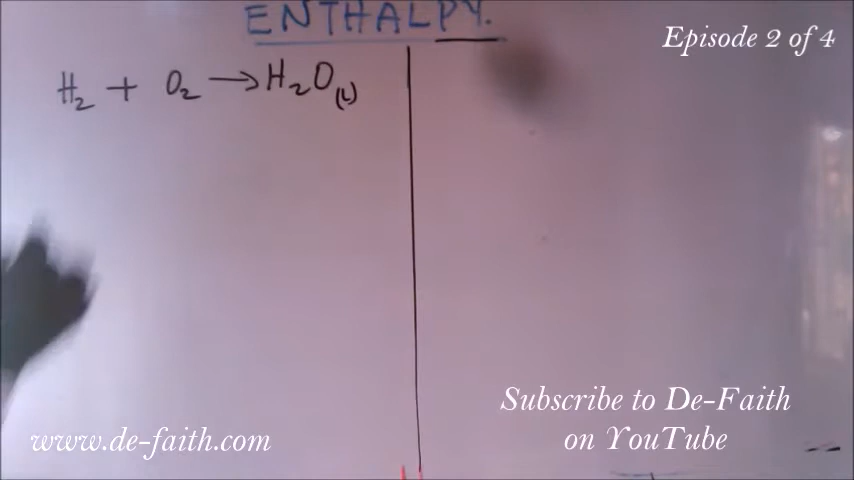 ENTHALPY.
Episode 2 of 4
H₂ + O₂ → H₂O(l)
Subscribe to De-Faith
on YouTube
www.de-faith.com